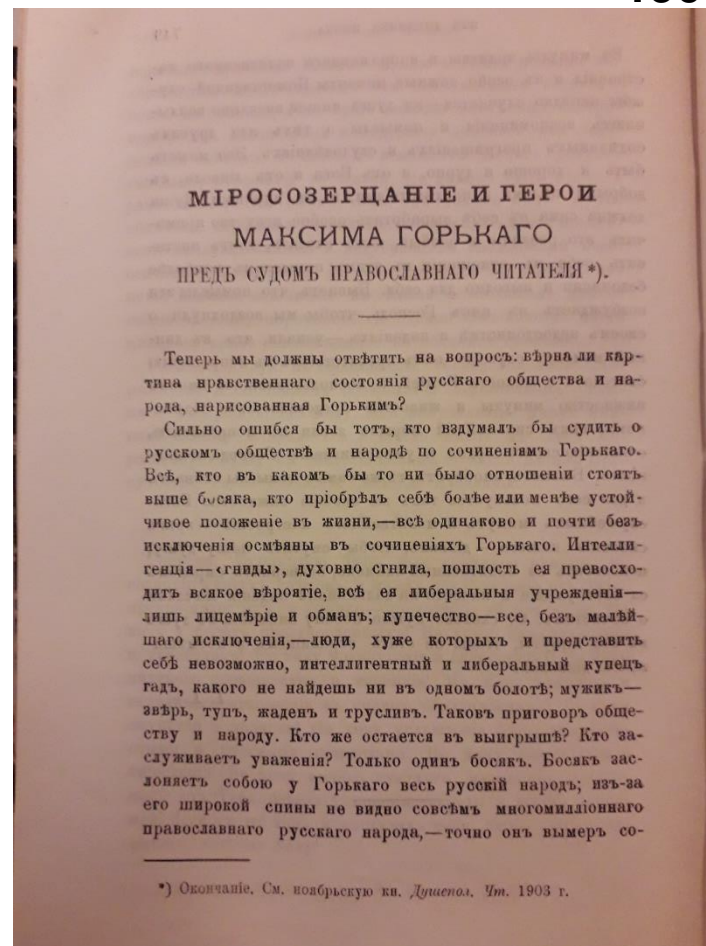 МІРОСОЗЕРЦАНІЕ И ГЕРОИ
МАКСИМА ГОРЬКАГО
ПРЕДЪ СУДОМЪ ПРАВОСЛАВНАГО ЧИТАТЕЛЯ *).
Теперь мы должны отвѣтить на вопросъ: вѣрна ли кар-
тина нравственнаго состоянія русскаго общества и на-
рода, нарисованная Горькимъ?
Сильно ошибся бы тотъ, кто вздумалъ бы судить о
русскомъ обществѣ и народѣ по сочиненіямъ Горькаго.
Всѣ, кто въ какомъ бы то ни было отношеніи стоятъ
выше босяка, кто пріобрѣлъ себѣ болѣе или менѣе устой-
чивое положеніе въ жизни,—всѣ одинаково и почти безъ
исключенія осмѣяны въ сочиненіяхъ Горькаго. Интелли-
генція—‹гниды›, духовно сгнила, пошлость ея превосхо-
дитъ всякое вѣроятіе, всѣ ея либеральныя учрежденія—
лишь лицемѣріе и обманъ; купечество—все, безъ малѣй-
шаго исключенія,—люди, хуже которыхъ и представить
себѣ невозможно, интеллигентный и либеральный купецъ
гадъ, какого не найдешь ни въ одномъ болотѣ; мужикъ—
звѣрь, тупъ, жаденъ и трусливъ. Таковъ приговоръ обще-
ству и народу. Кто же остается въ выигрышѣ? Кто за-
служиваетъ уваженія? Только одинъ босякъ. Босякъ зас-
лоняетъ собою у Горькаго весь русскій народъ; изъ-за
его широкой спины не видно совсѣмъ многомилліоннаго
православнаго русскаго народа,—точно онъ вымеръ со-
*) Окончаніе. См. ноябрьскую кн. Душепол. Чт. 1903 г.